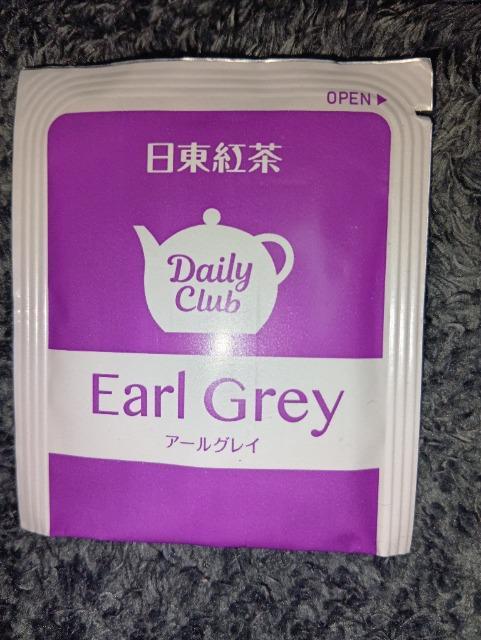 OPEN ▶
日東紅茶
Daily
Club
Earl Grey
アールグレイ